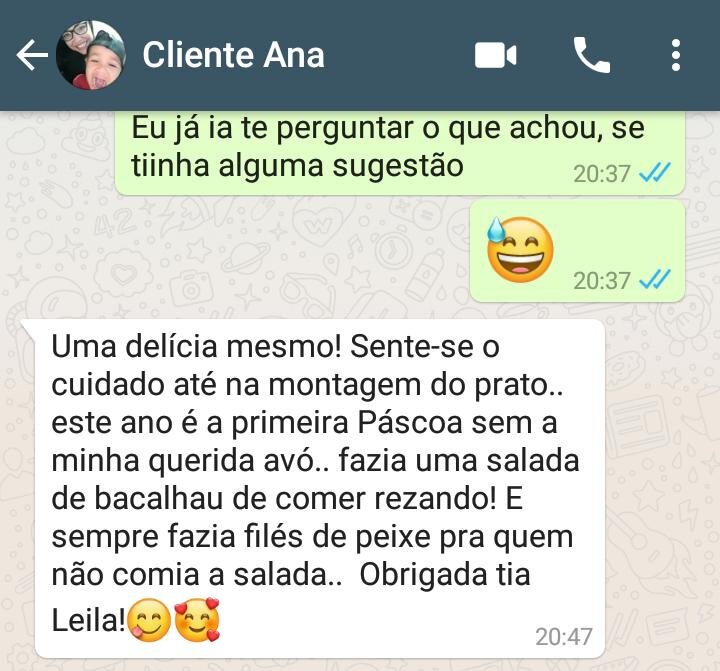 Cliente Ana
Eu já ia te perguntar o que achou, se
tiinha alguma sugestão
20:37
😅
20:37
Uma delícia mesmo! Sente-se o
cuidado até na montagem do prato..
este ano é a primeira Páscoa sem a
minha querida avó.. fazia uma salada
de bacalhau de comer rezando! E
sempre fazia filés de peixe pra quem
não comia a salada..  Obrigada tia
Leila!😋🥰
20:47